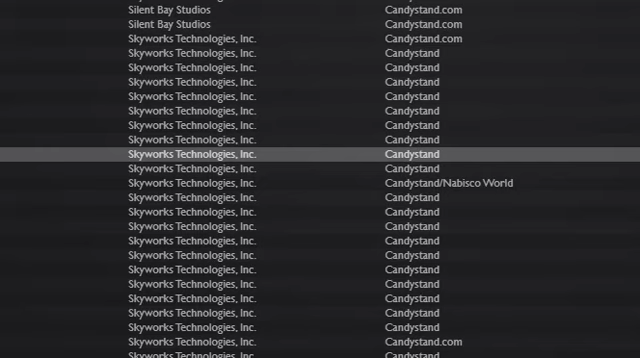 Silent Bay Studios Candystand.com
Silent Bay Studios Candystand.com
Skyworks Technologies, Inc. Candystand.com
Skyworks Technologies, Inc. Candystand
Skyworks Technologies, Inc. Candystand
Skyworks Technologies, Inc. Candystand
Skyworks Technologies, Inc. Candystand
Skyworks Technologies, Inc. Candystand
Skyworks Technologies, Inc. Candystand
Skyworks Technologies, Inc. Candystand
Skyworks Technologies, Inc. Candystand
Skyworks Technologies, Inc. Candystand
Skyworks Technologies, Inc. Candystand/Nabisco World
Skyworks Technologies, Inc. Candystand
Skyworks Technologies, Inc. Candystand
Skyworks Technologies, Inc. Candystand
Skyworks Technologies, Inc. Candystand
Skyworks Technologies, Inc. Candystand
Skyworks Technologies, Inc. Candystand
Skyworks Technologies, Inc. Candystand
Skyworks Technologies, Inc. Candystand
Skyworks Technologies, Inc. Candystand
Skyworks Technologies, Inc. Candystand
Skyworks Technologies, Inc. Candystand.com
Skyworks Technologies, Inc. Candystand